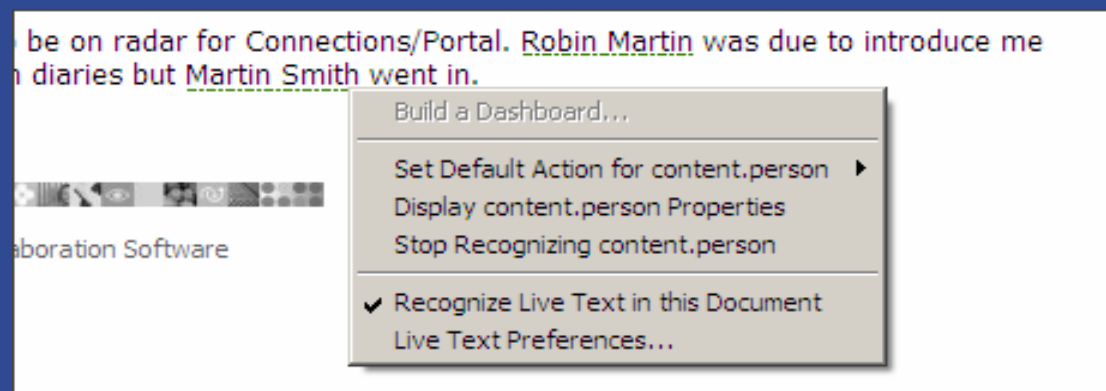 be on radar for Connections/Portal. Robin Martin was due to introduce me
diaries but Martin Smith went in.
Build a Dashboard...
Set Default Action for content.person
Display content.person Properties
Stop Recognizing content.person
aboration Software
Recognize Live Text in this Document
Live Text Preferences...